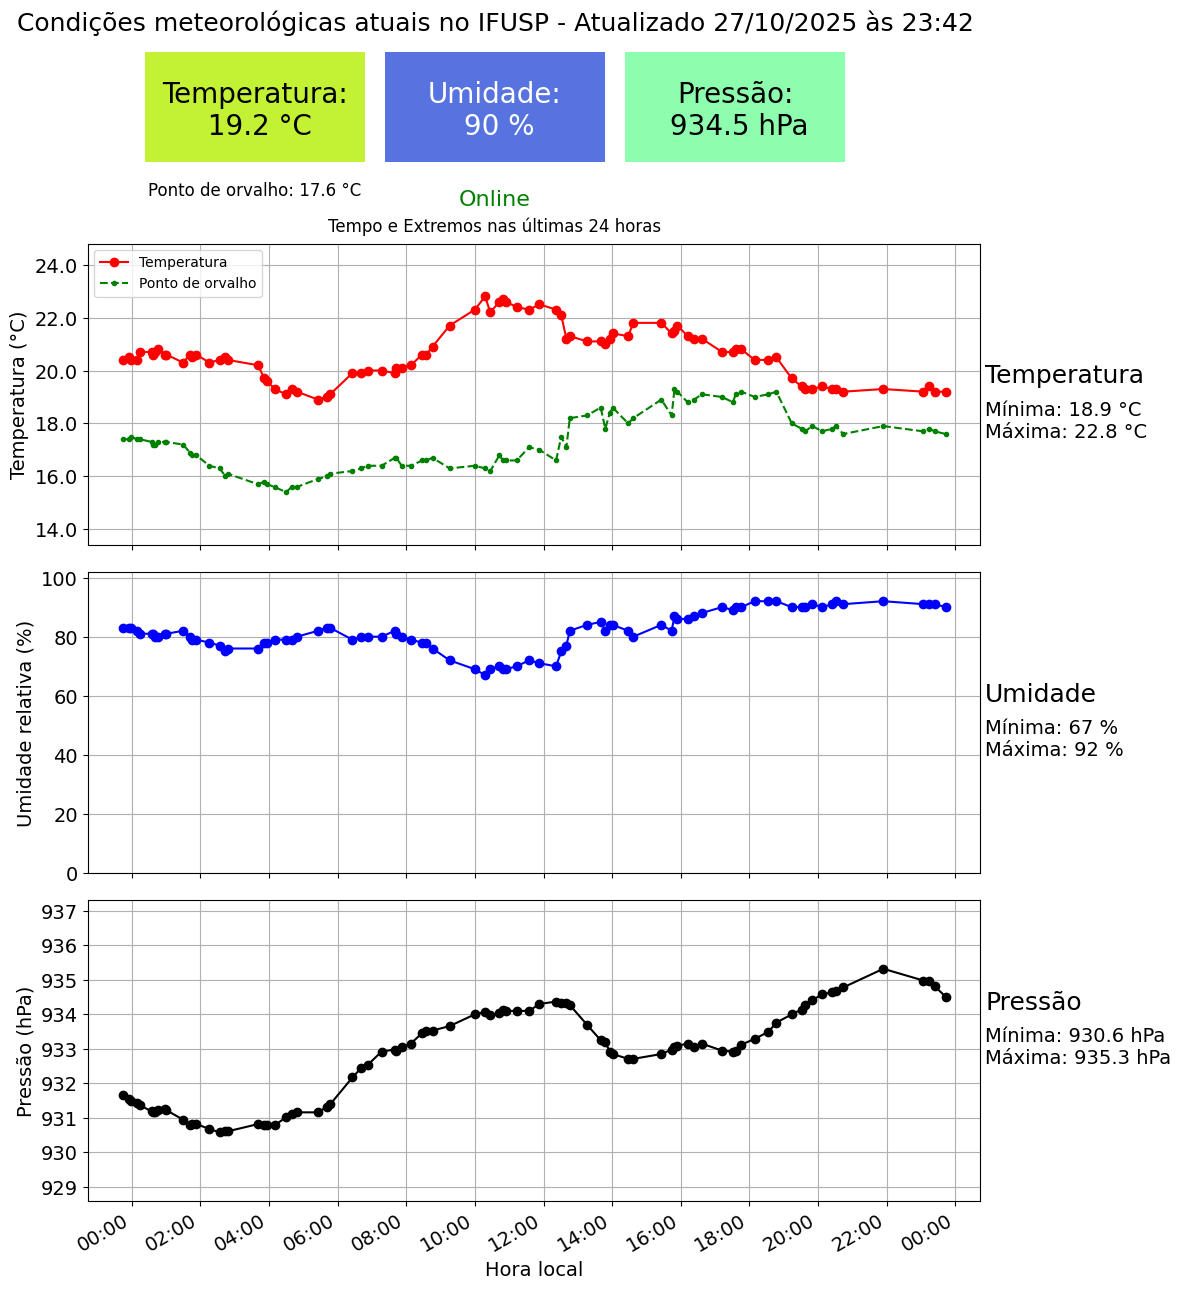 Condições meteorológicas atuais no IFUSP - Atualizado 27/10/2025 às 23:42
Temperatura:
19.2 °C
Umidade:
90 %
Pressão:
934.5 hPa
Ponto de orvalho: 17.6 °C
Online
Tempo e Extremos nas últimas 24 horas
Temperatura
Ponto de orvalho
Temperatura (°C)
24.0
22.0
20.0
18.0
16.0
14.0
Temperatura
Mínima: 18.9 °C
Máxima: 22.8 °C
Umidade relativa (%)
100
80
60
40
20
0
Umidade
Mínima: 67 %
Máxima: 92 %
Pressão (hPa)
937
936
935
934
933
932
931
930
929
Pressão
Mínima: 930.6 hPa
Máxima: 935.3 hPa
00:00 02:00 04:00 06:00 08:00 10:00 12:00 14:00 16:00 18:00 20:00 22:00 00:00
Hora local